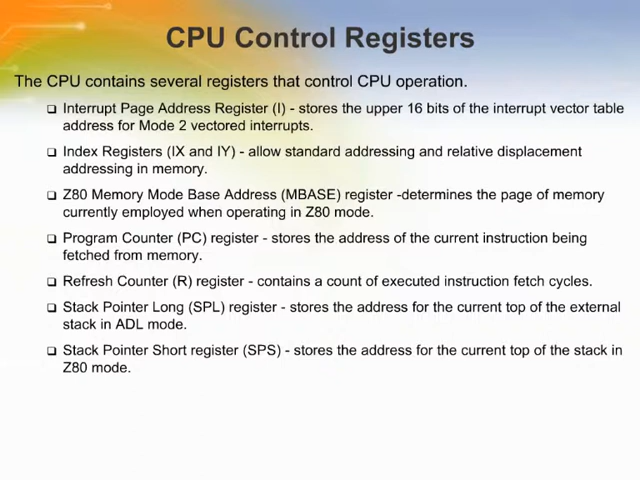 CPU Control Registers
The CPU contains several registers that control CPU operation.
❑ Interrupt Page Address Register (I) - stores the upper 16 bits of the interrupt vector table
address for Mode 2 vectored interrupts.
❑ Index Registers (IX and IY) - allow standard addressing and relative displacement
addressing in memory.
❑ Z80 Memory Mode Base Address (MBASE) register -determines the page of memory
currently employed when operating in Z80 mode.
❑ Program Counter (PC) register - stores the address of the current instruction being
fetched from memory.
❑ Refresh Counter (R) register - contains a count of executed instruction fetch cycles.
❑ Stack Pointer Long (SPL) register - stores the address for the current top of the external
stack in ADL mode.
❑ Stack Pointer Short register (SPS) - stores the address for the current top of the stack in
Z80 mode.